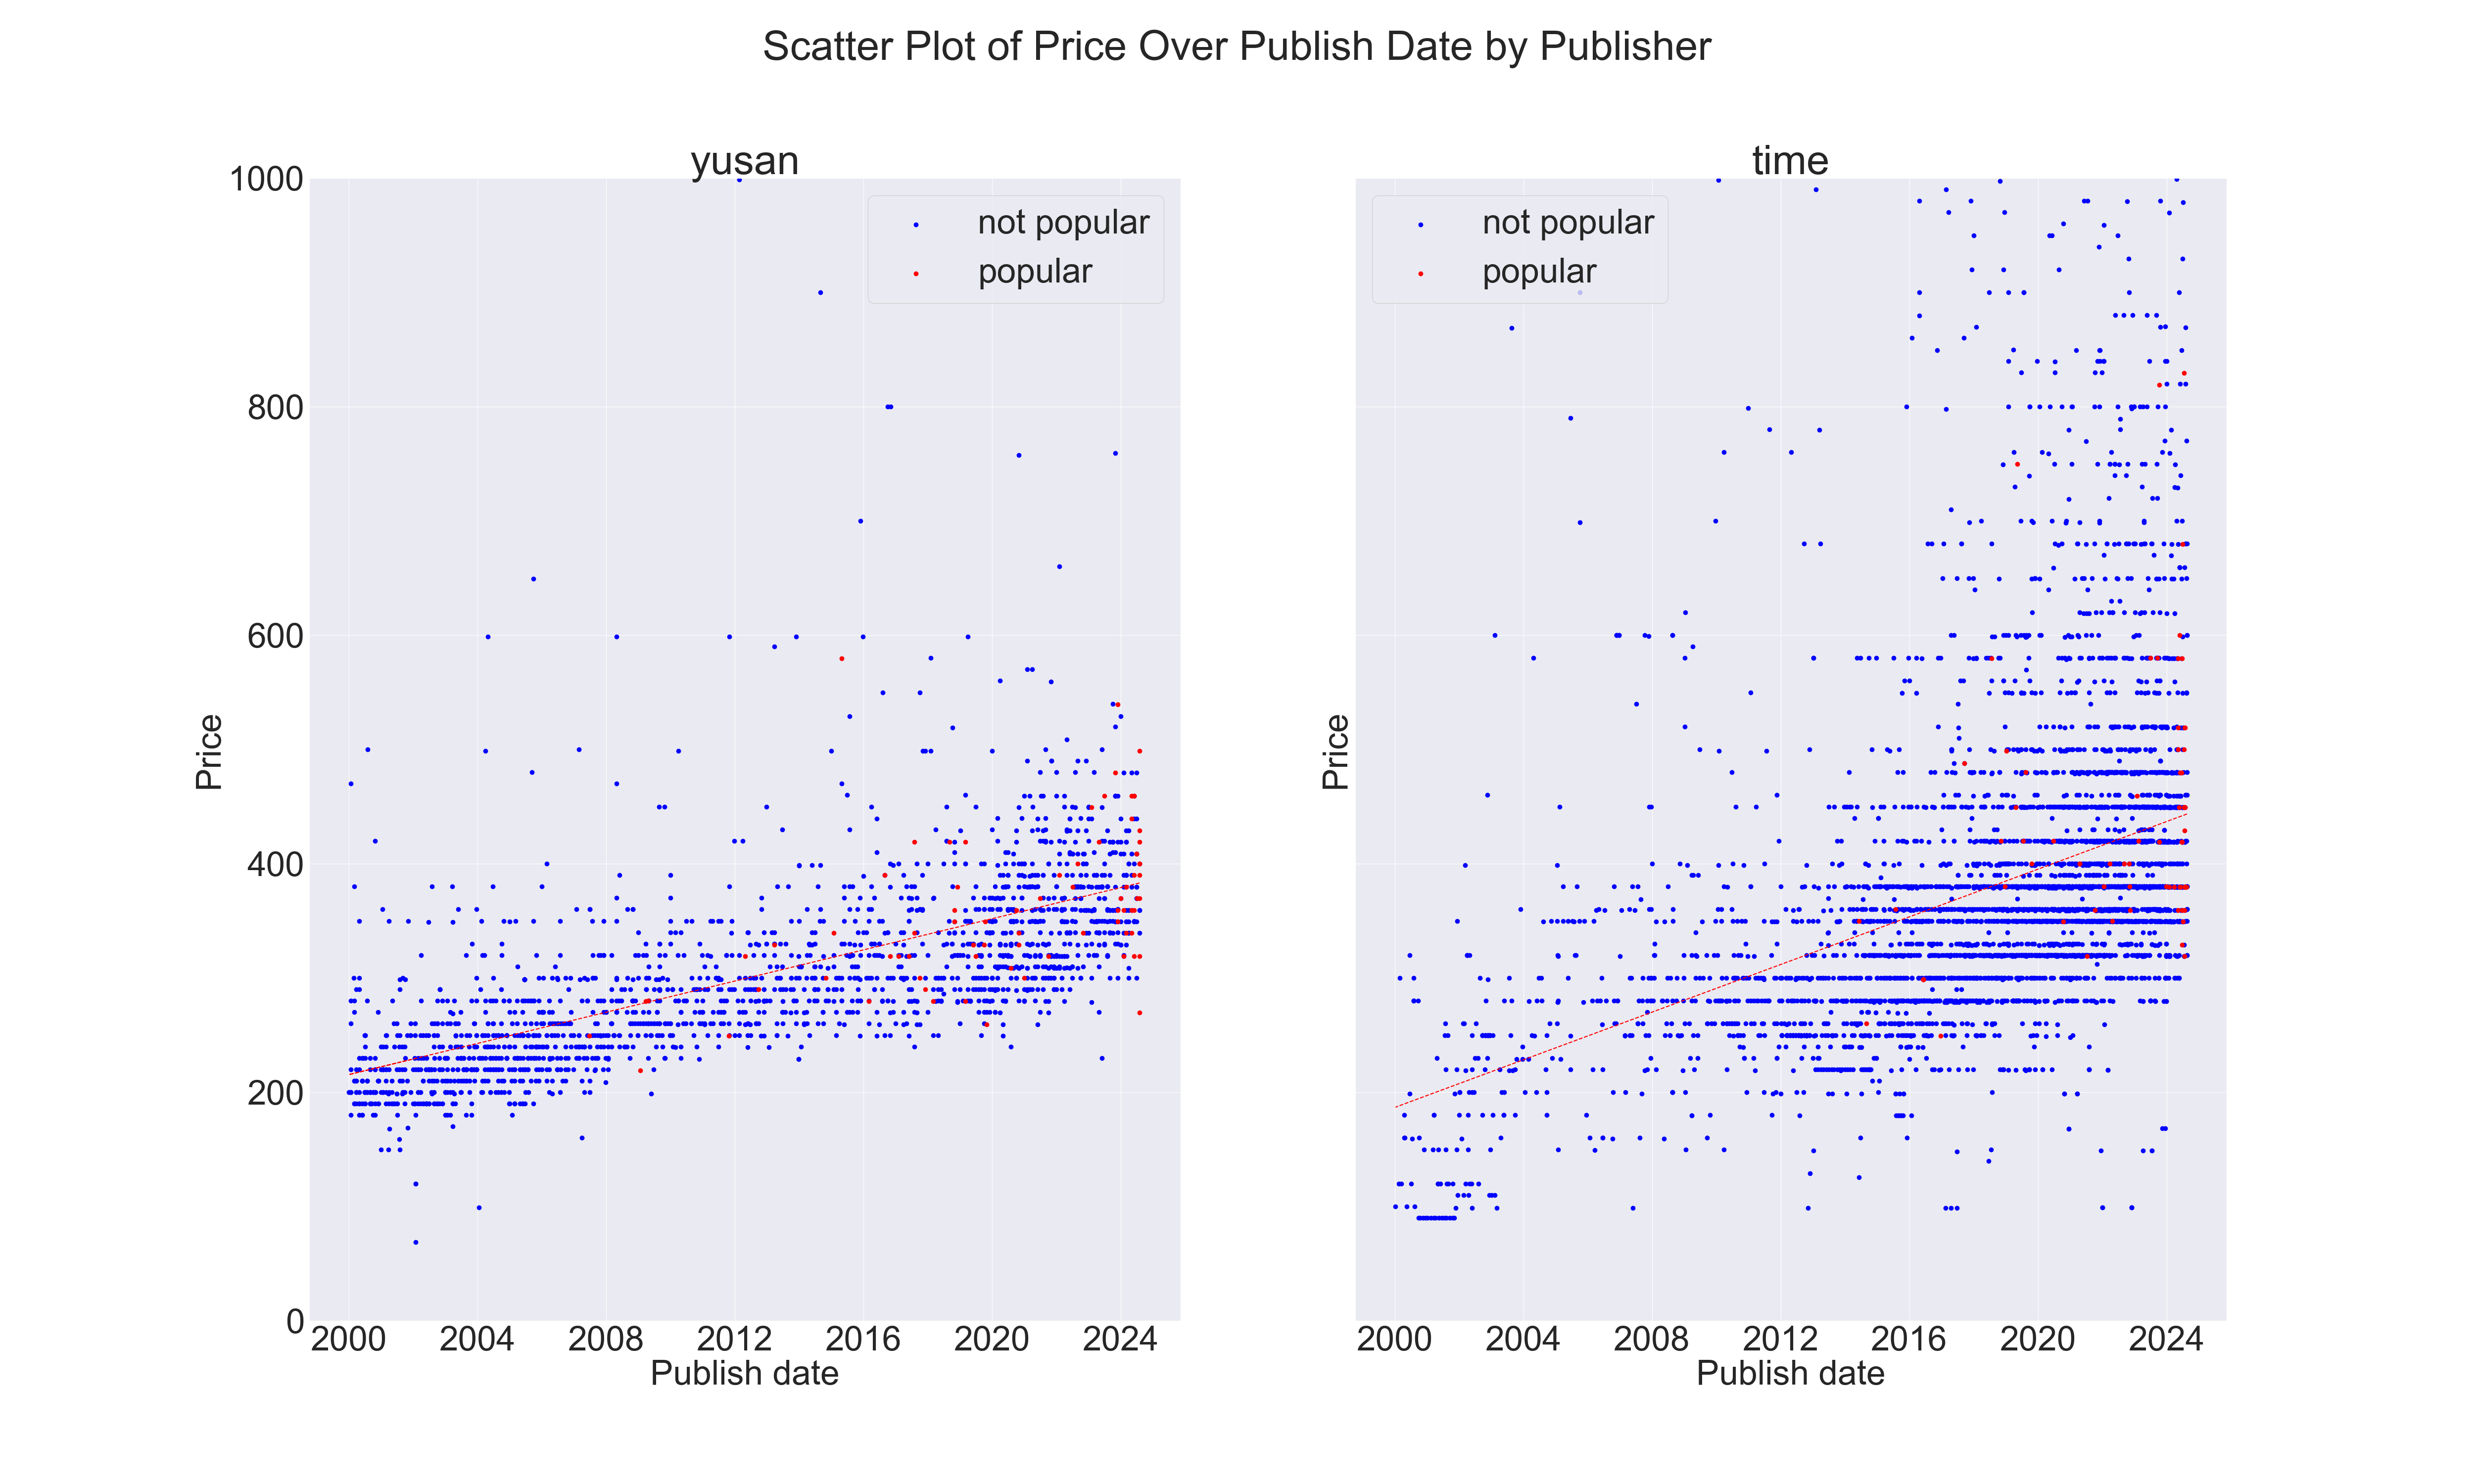 Scatter Plot of Price Over Publish Date by Publisher
yusan
1000
800
600
400
200
0
Price
not popular
popular
2000 2004 2008 2012 2016 2020 2024
Publish date
time
Price
not popular
popular
2000 2004 2008 2012 2016 2020 2024
Publish date